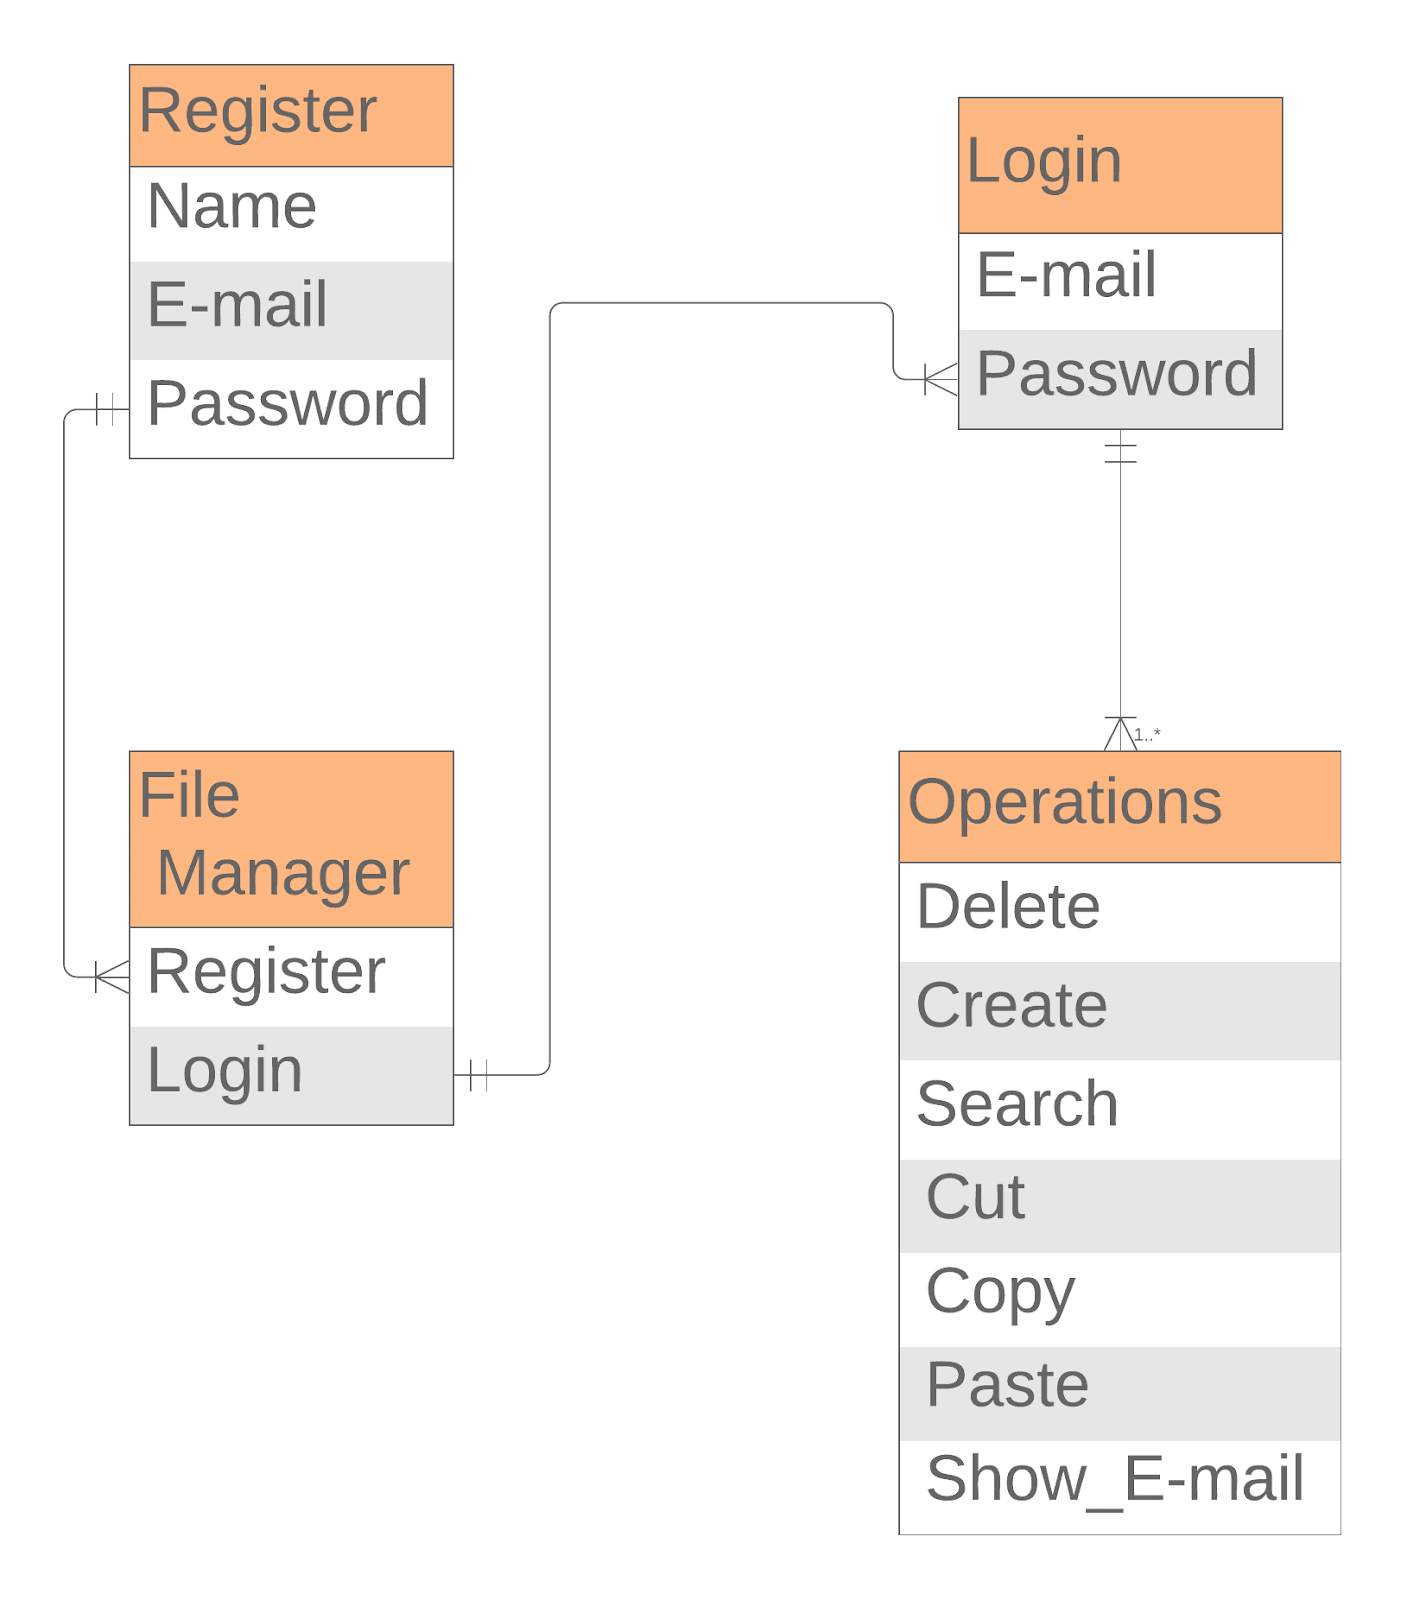 Register
Name
E-mail
Password
Login
E-mail
Password
File
Manager
Register
Login
1..*
Operations
Delete
Create
Search
Cut
Copy
Paste
Show_E-mail